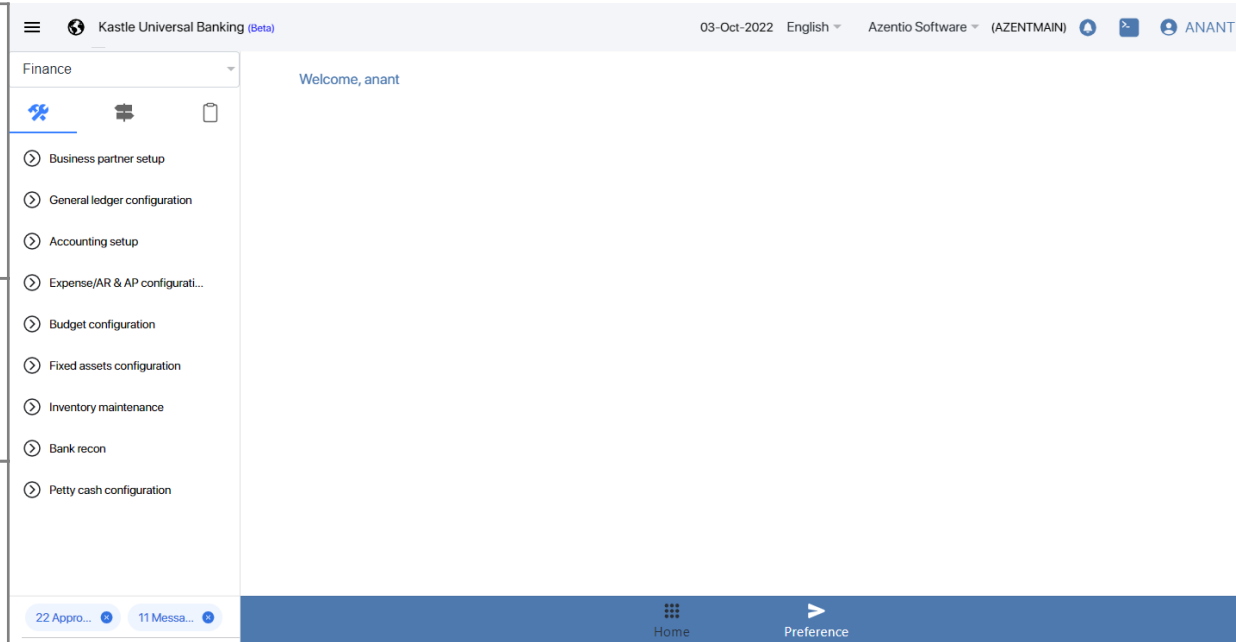 Kastle Universal Banking (Beta)
03-Oct-2022 English Azentio Software (AZENTMAIN) ANANT
Finance
Welcome, anant
Business partner setup
General ledger configuration
Accounting setup
Expense/AR & AP configurati...
Budget configuration
Fixed assets configuration
Inventory maintenance
Bank recon
Petty cash configuration
22 Appro... 11 Messa...
Home Preference